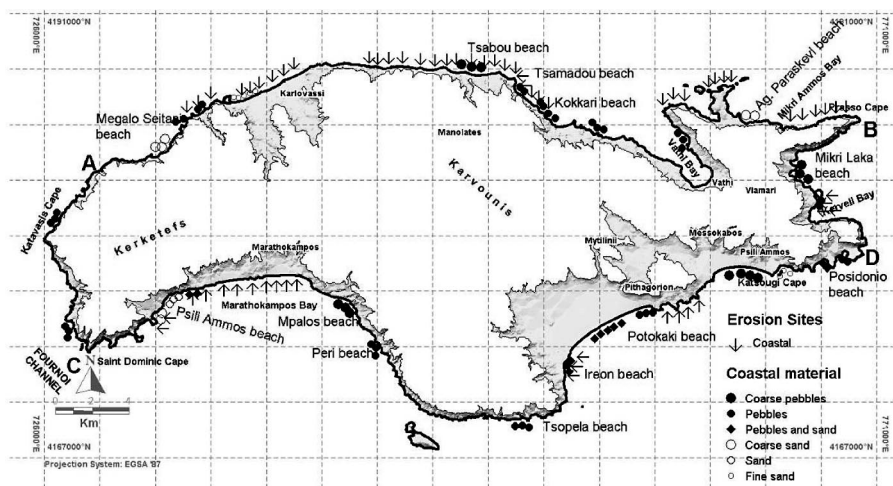 726000°E
4191000°N
4191000°N
771000°E
Tsabou beach
Tsamadou beach
Ag. Paraskevi beach
Mikri Ammos Bay
Prasso Cape
Karlovassi
Kokkari beach
Megalo Seitani
beach
Manolates
B
A
Vathi Bay
Mikri Laka
beach
Karvounis
Vathi
Vlamari
Kerveli Bay
Katavasis Cape
Kerketefs
Marathokampos
Mytilinii
Messokabos
Psili Ammos
D
Pithagorion
Katsougi Cape
Posidonio
beach
Marathokampos Bay
Psili Ammos beach
Mpalos beach
Potokaki beach
Erosion Sites
Coastal
Peri beach
C
FOURNOI
CHANNEL
N
Saint Dominic Cape
Ireon beach
Coastal material
Coarse pebbles
Pebbles
Pebbles and sand
Coarse sand
Sand
Fine sand
0 2 4
Km
Tsopela beach
726000°E
4167000°N
4167000°N
771000°E
Projection System: EGSA '87